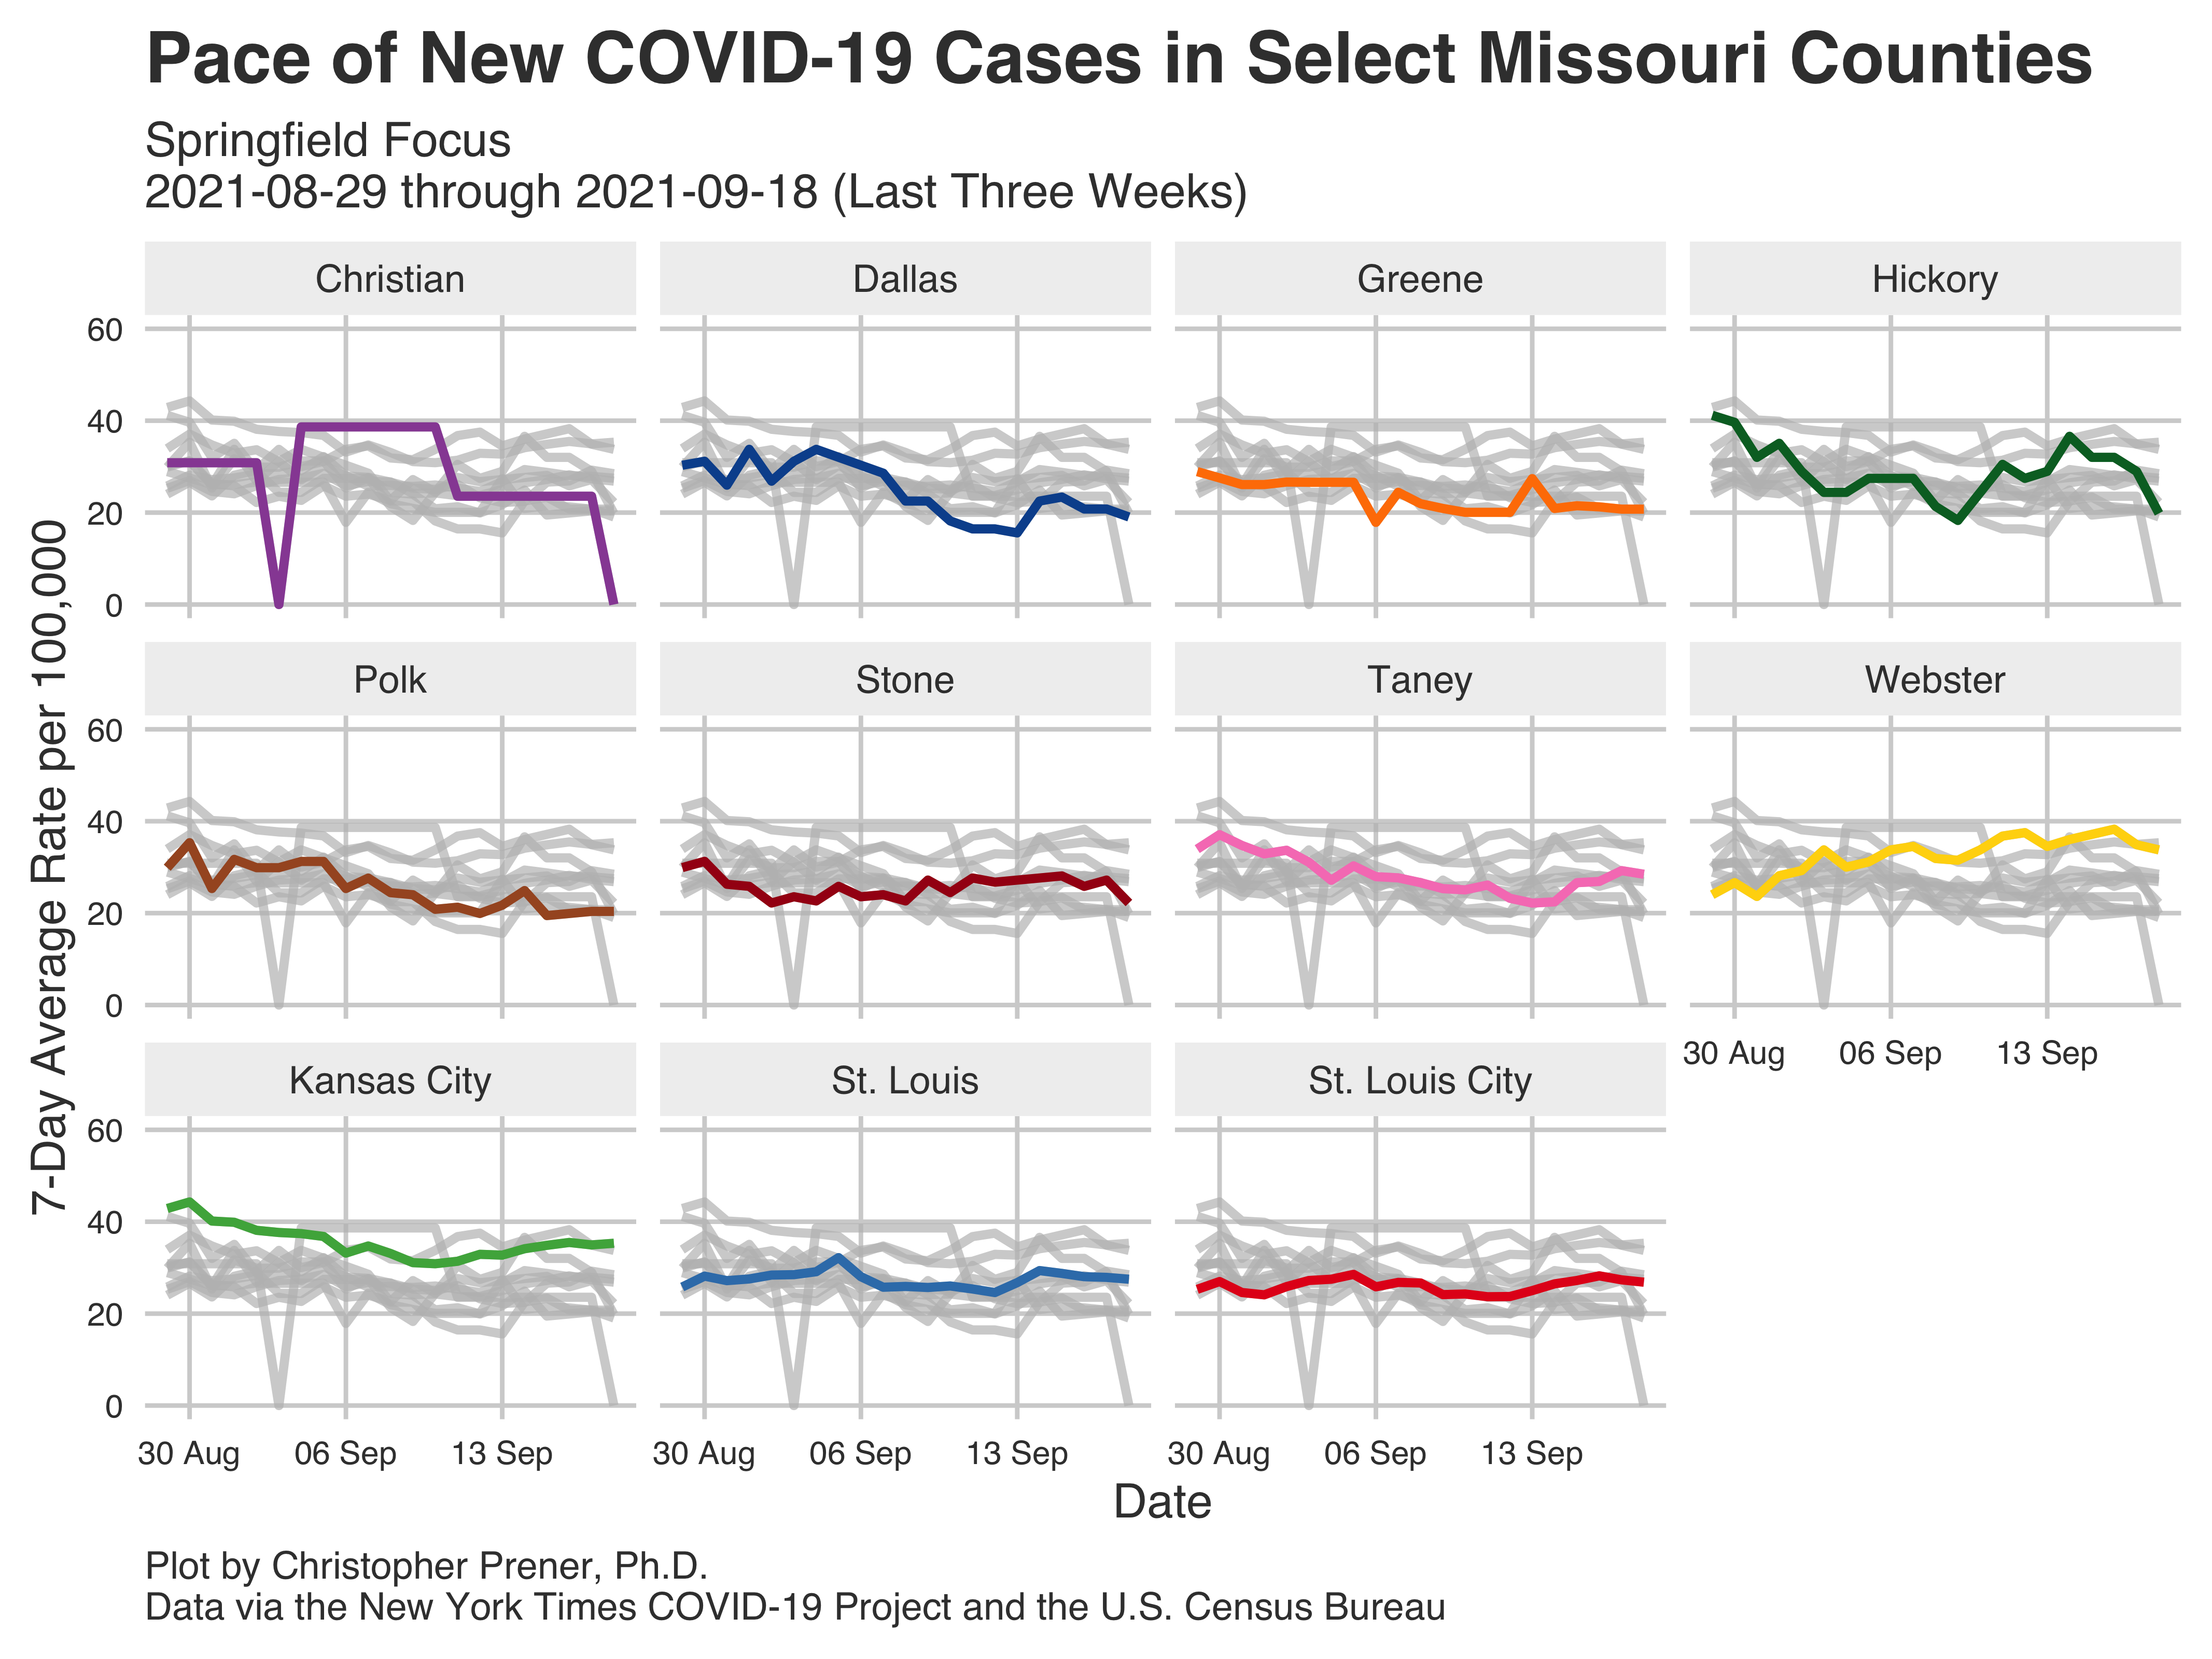 Pace of New COVID-19 Cases in Select Missouri Counties
Springfield Focus
2021-08-29 through 2021-09-18 (Last Three Weeks)
7-Day Average Rate per 100,000
Christian
Dallas
Greene
Hickory
60
40
20
0
Polk
Stone
Taney
Webster
60
40
20
0
30 Aug
06 Sep
13 Sep
Kansas City
St. Louis
St. Louis City
60
40
20
0
30 Aug
06 Sep
13 Sep
30 Aug
06 Sep
13 Sep
30 Aug
06 Sep
13 Sep
Date
Plot by Christopher Prener, Ph.D.
Data via the New York Times COVID-19 Project and the U.S. Census Bureau